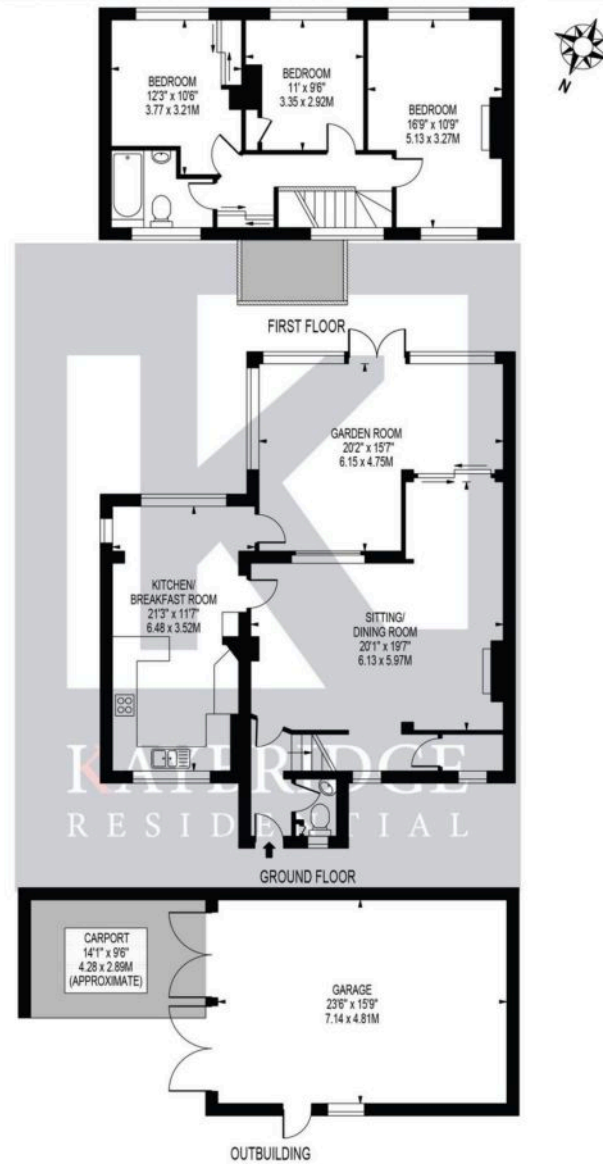 N
BEDROOM
12'3" x 10'6"
3.77 x 3.21M
BEDROOM
11' x 9'6"
3.35 x 2.92M
BEDROOM
16'9" x 10'9"
5.13 x 3.27M
FIRST FLOOR
GARDEN ROOM
20'2" x 15'7"
6.15 x 4.75M
KITCHEN/
BREAKFAST ROOM
21'3" x 11'7"
6.48 x 3.52M
SITTING/
DINING ROOM
20'1" x 19'7"
6.13 x 5.97M
KATERIDGE
RESIDENTIAL
GROUND FLOOR
CARPORT
14'1" x 9'6"
4.28 x 2.89M
(APPROXIMATE)
GARAGE
23'6" x 15'9"
7.14 x 4.81M
OUTBUILDING